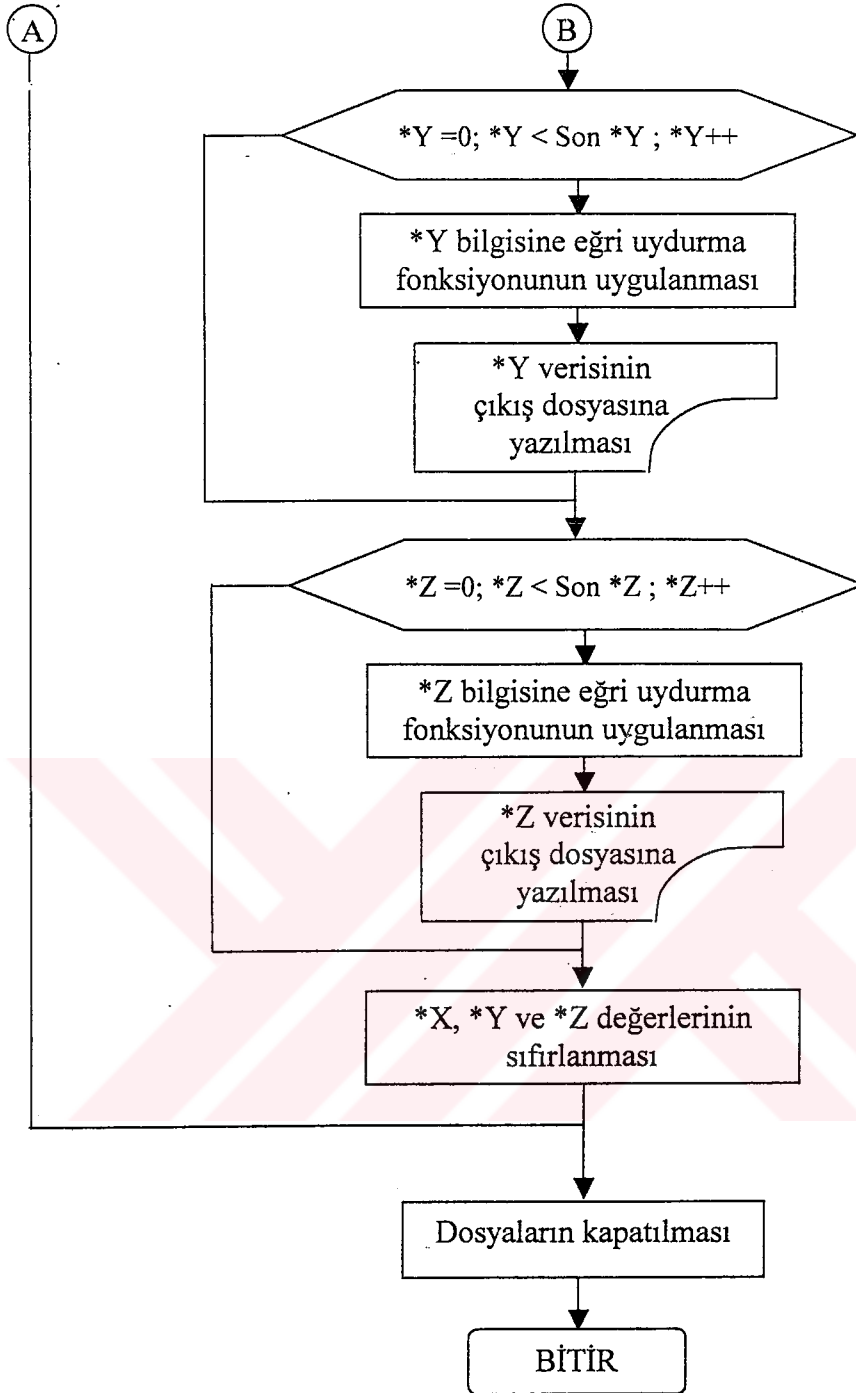 A
B
*Y =0; *Y < Son *Y ; *Y++
*Y bilgisine eğri uydurma
fonksiyonunun uygulanması
*Y verisinin
çıkış dosyasına
yazılması
*Z =0; *Z < Son *Z ; *Z++
*Z bilgisine eğri uydurma
fonksiyonunun uygulanması
*Z verisinin
çıkış dosyasına
yazılması
*X, *Y ve *Z değerlerinin
sıfırlanması
Dosyaların kapatılması
BİTİR